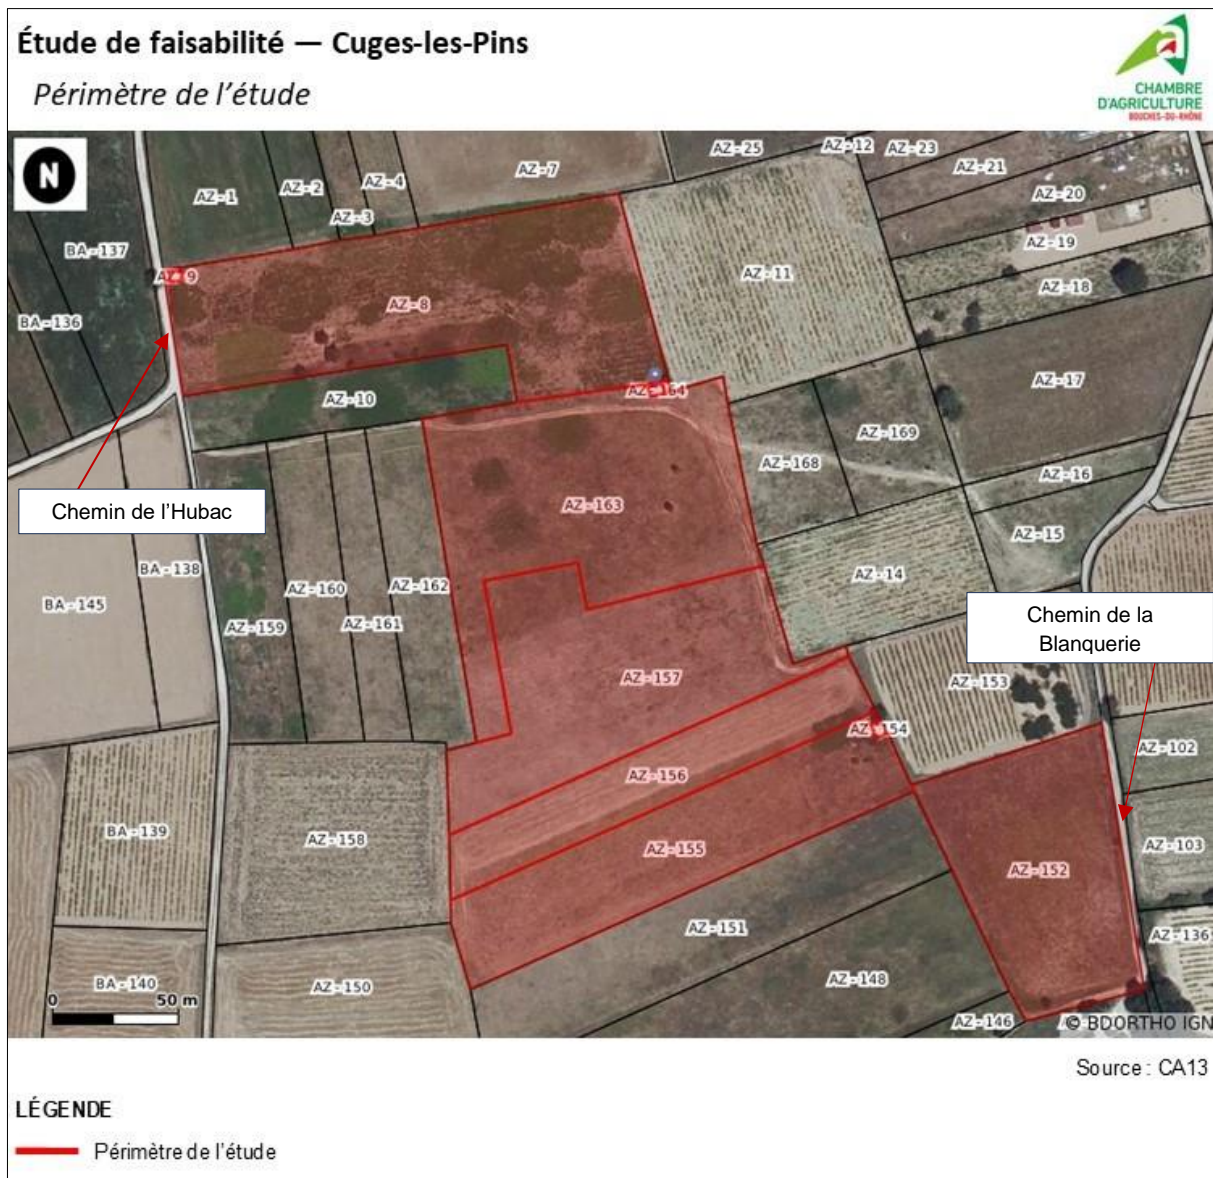 Étude de faisabilité — Cuges-les-Pins
Périmètre de l'étude
CHAMBRE
D'AGRICULTURE
BOUCHES-DU-RHÔNE
N
AZ-25
AZ-12
AZ-23
AZ-21
AZ-20
AZ-7
AZ-4
AZ-2
AZ-1
AZ-3
AZ-19
AZ-18
BA-137
AZ-9
AZ-11
AZ-8
BA-136
AZ-17
AZ-164
AZ-10
AZ-169
AZ-168
AZ-16
AZ-163
Chemin de l'Hubac
AZ-15
BA-138
AZ-14
AZ-160
AZ-162
BA-145
AZ-159
AZ-161
Chemin de la
Blanquerie
AZ-157
AZ-153
AZ-154
AZ-102
AZ-156
BA-139
AZ-158
AZ-155
AZ-103
AZ-152
AZ-151
AZ-136
AZ-148
BA-140
AZ-150
0 50 m
AZ-146
© BDORTHO IGN
Source : CA13
LÉGENDE
Périmètre de l'étude